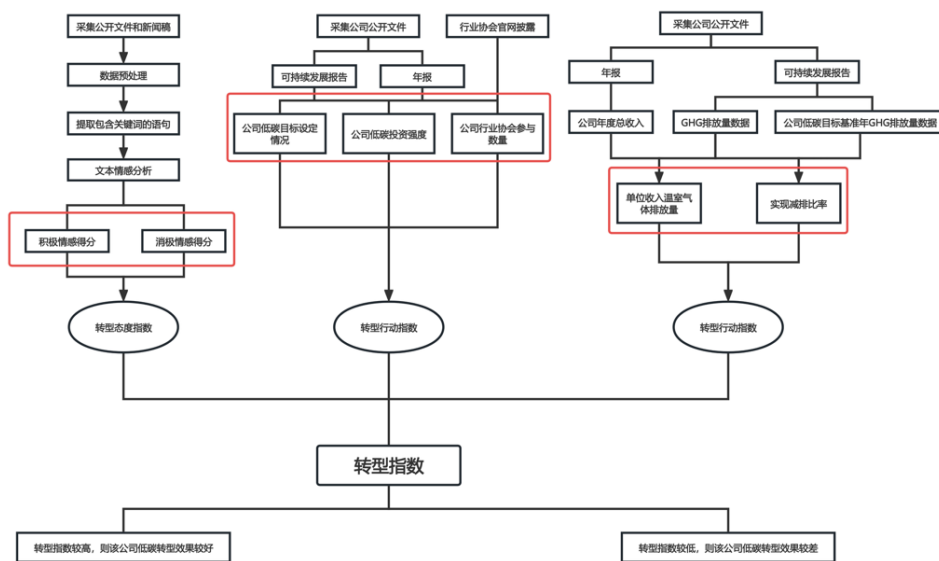 采集公开文件和新闻稿
数据预处理
提取包含关键词的语句
文本情感分析
积极情感得分
消极情感得分
转型态度指数
采集公司公开文件
行业协会官网披露
可持续发展报告
年报
公司低碳目标设定
情况
公司低碳投资强度
公司行业协会参与
数量
转型行动指数
采集公司公开文件
年报
可持续发展报告
公司年度总收入
GHG排放量数据
公司低碳目标基准年GHG排放量数据
单位收入温室气
体排放量
实现减排比率
转型行动指数
转型指数
转型指数较高，则该公司低碳转型效果较好
转型指数较低，则该公司低碳转型效果较差